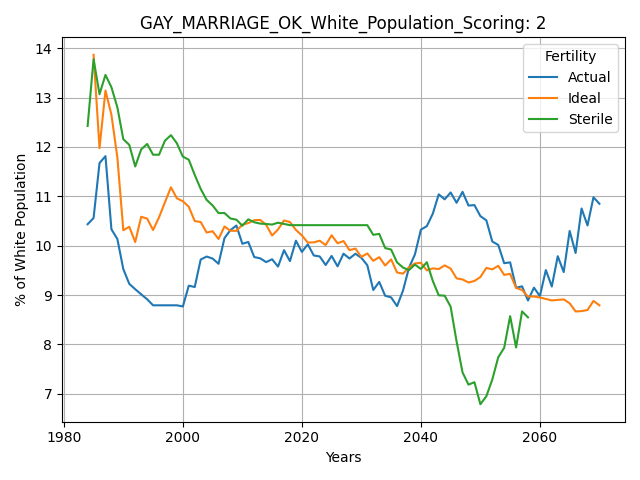 GAY_MARRIAGE_OK_White_Population_Scoring: 2
% of White Population
14
13
12
11
10
9
8
7
Fertility
Actual
Ideal
Sterile
1980 2000 2020 2040 2060
Years